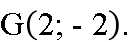 G(2; - 2).